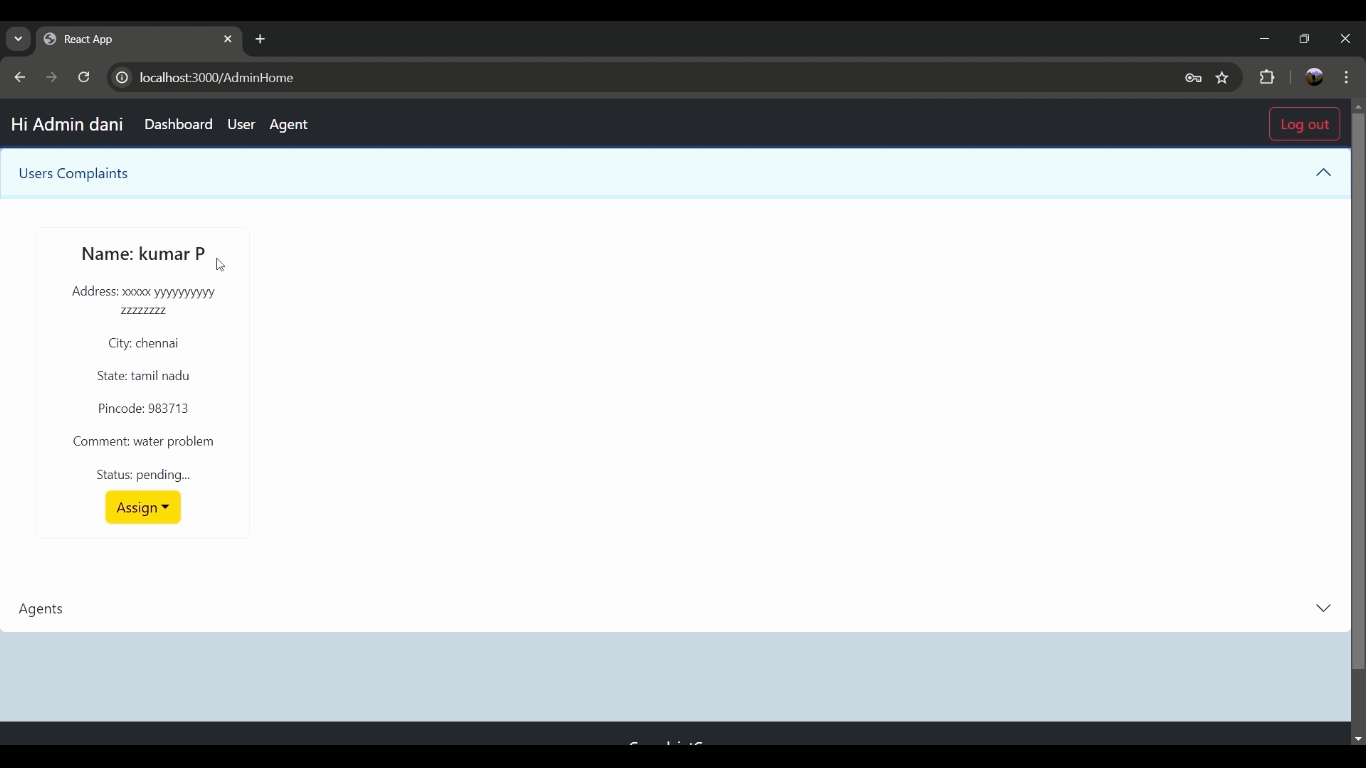 React App
localhost:3000/AdminHome
Hi Admin dani Dashboard User Agent Log out
Users Complaints
Name: kumar P
Address: xxxxx yyyyyyyyyy
zzzzzzzz
City: chennai
State: tamil nadu
Pincode: 983713
Comment: water problem
Status: pending...
Assign
Agents